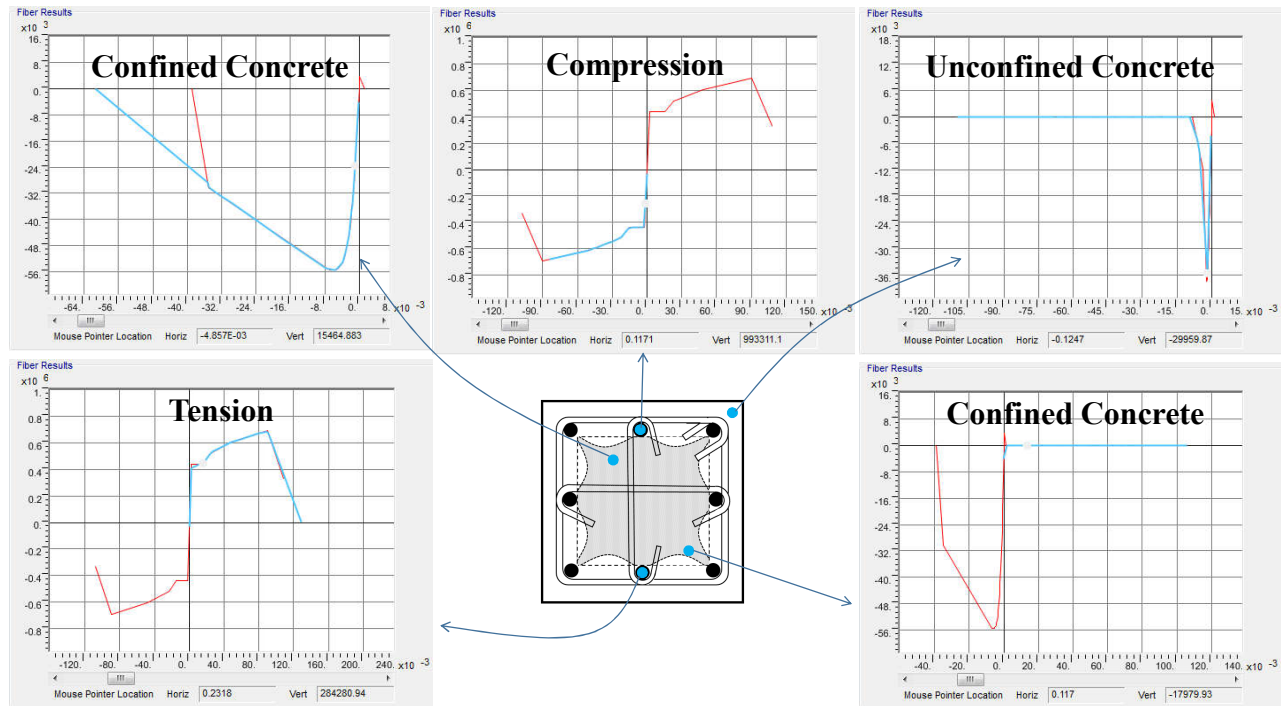 Fiber Results
x10 3
Confined Concrete
16.
8.
0.
-8.
-16.
-24.
-32.
-40.
-48.
-56.
-64. -48. -32. -16. 0. 8. x10 -3
Mouse Pointer Location Horiz -4.857E-03 Vert 15464.883
Fiber Results
x10 6
Compression
1.
0.8
0.6
0.4
0.2
0.
-0.2
-0.4
-0.6
-0.8
-120. -90. -60. -30. 0. 30. 60. 90. 120. 150. x10 -3
Mouse Pointer Location Horiz 0.1171 Vert 993311.1
Fiber Results
x10 3
Unconfined Concrete
18.
12.
6.
0.
-6.
-12.
-18.
-24.
-30.
-36.
-120. -105. -90. -75. -60. -45. -30. -15. 0. 15. x10 -3
Mouse Pointer Location Horiz -0.1247 Vert -29959.87
Fiber Results
x10 6
Tension
1.
0.8
0.6
0.4
0.2
0.
-0.2
-0.4
-0.6
-0.8
-120. -80. -40. 0. 40. 80. 120. 160. 200. 240. x10 -3
Mouse Pointer Location Horiz 0.2318 Vert 284280.94
Fiber Results
x10 3
Confined Concrete
16.
8.
0.
-8.
-16.
-24.
-32.
-40.
-48.
-56.
-40. -20. 0. 20. 40. 60. 80. 100. 120. 140. x10 -3
Mouse Pointer Location Horiz 0.117 Vert -17979.93